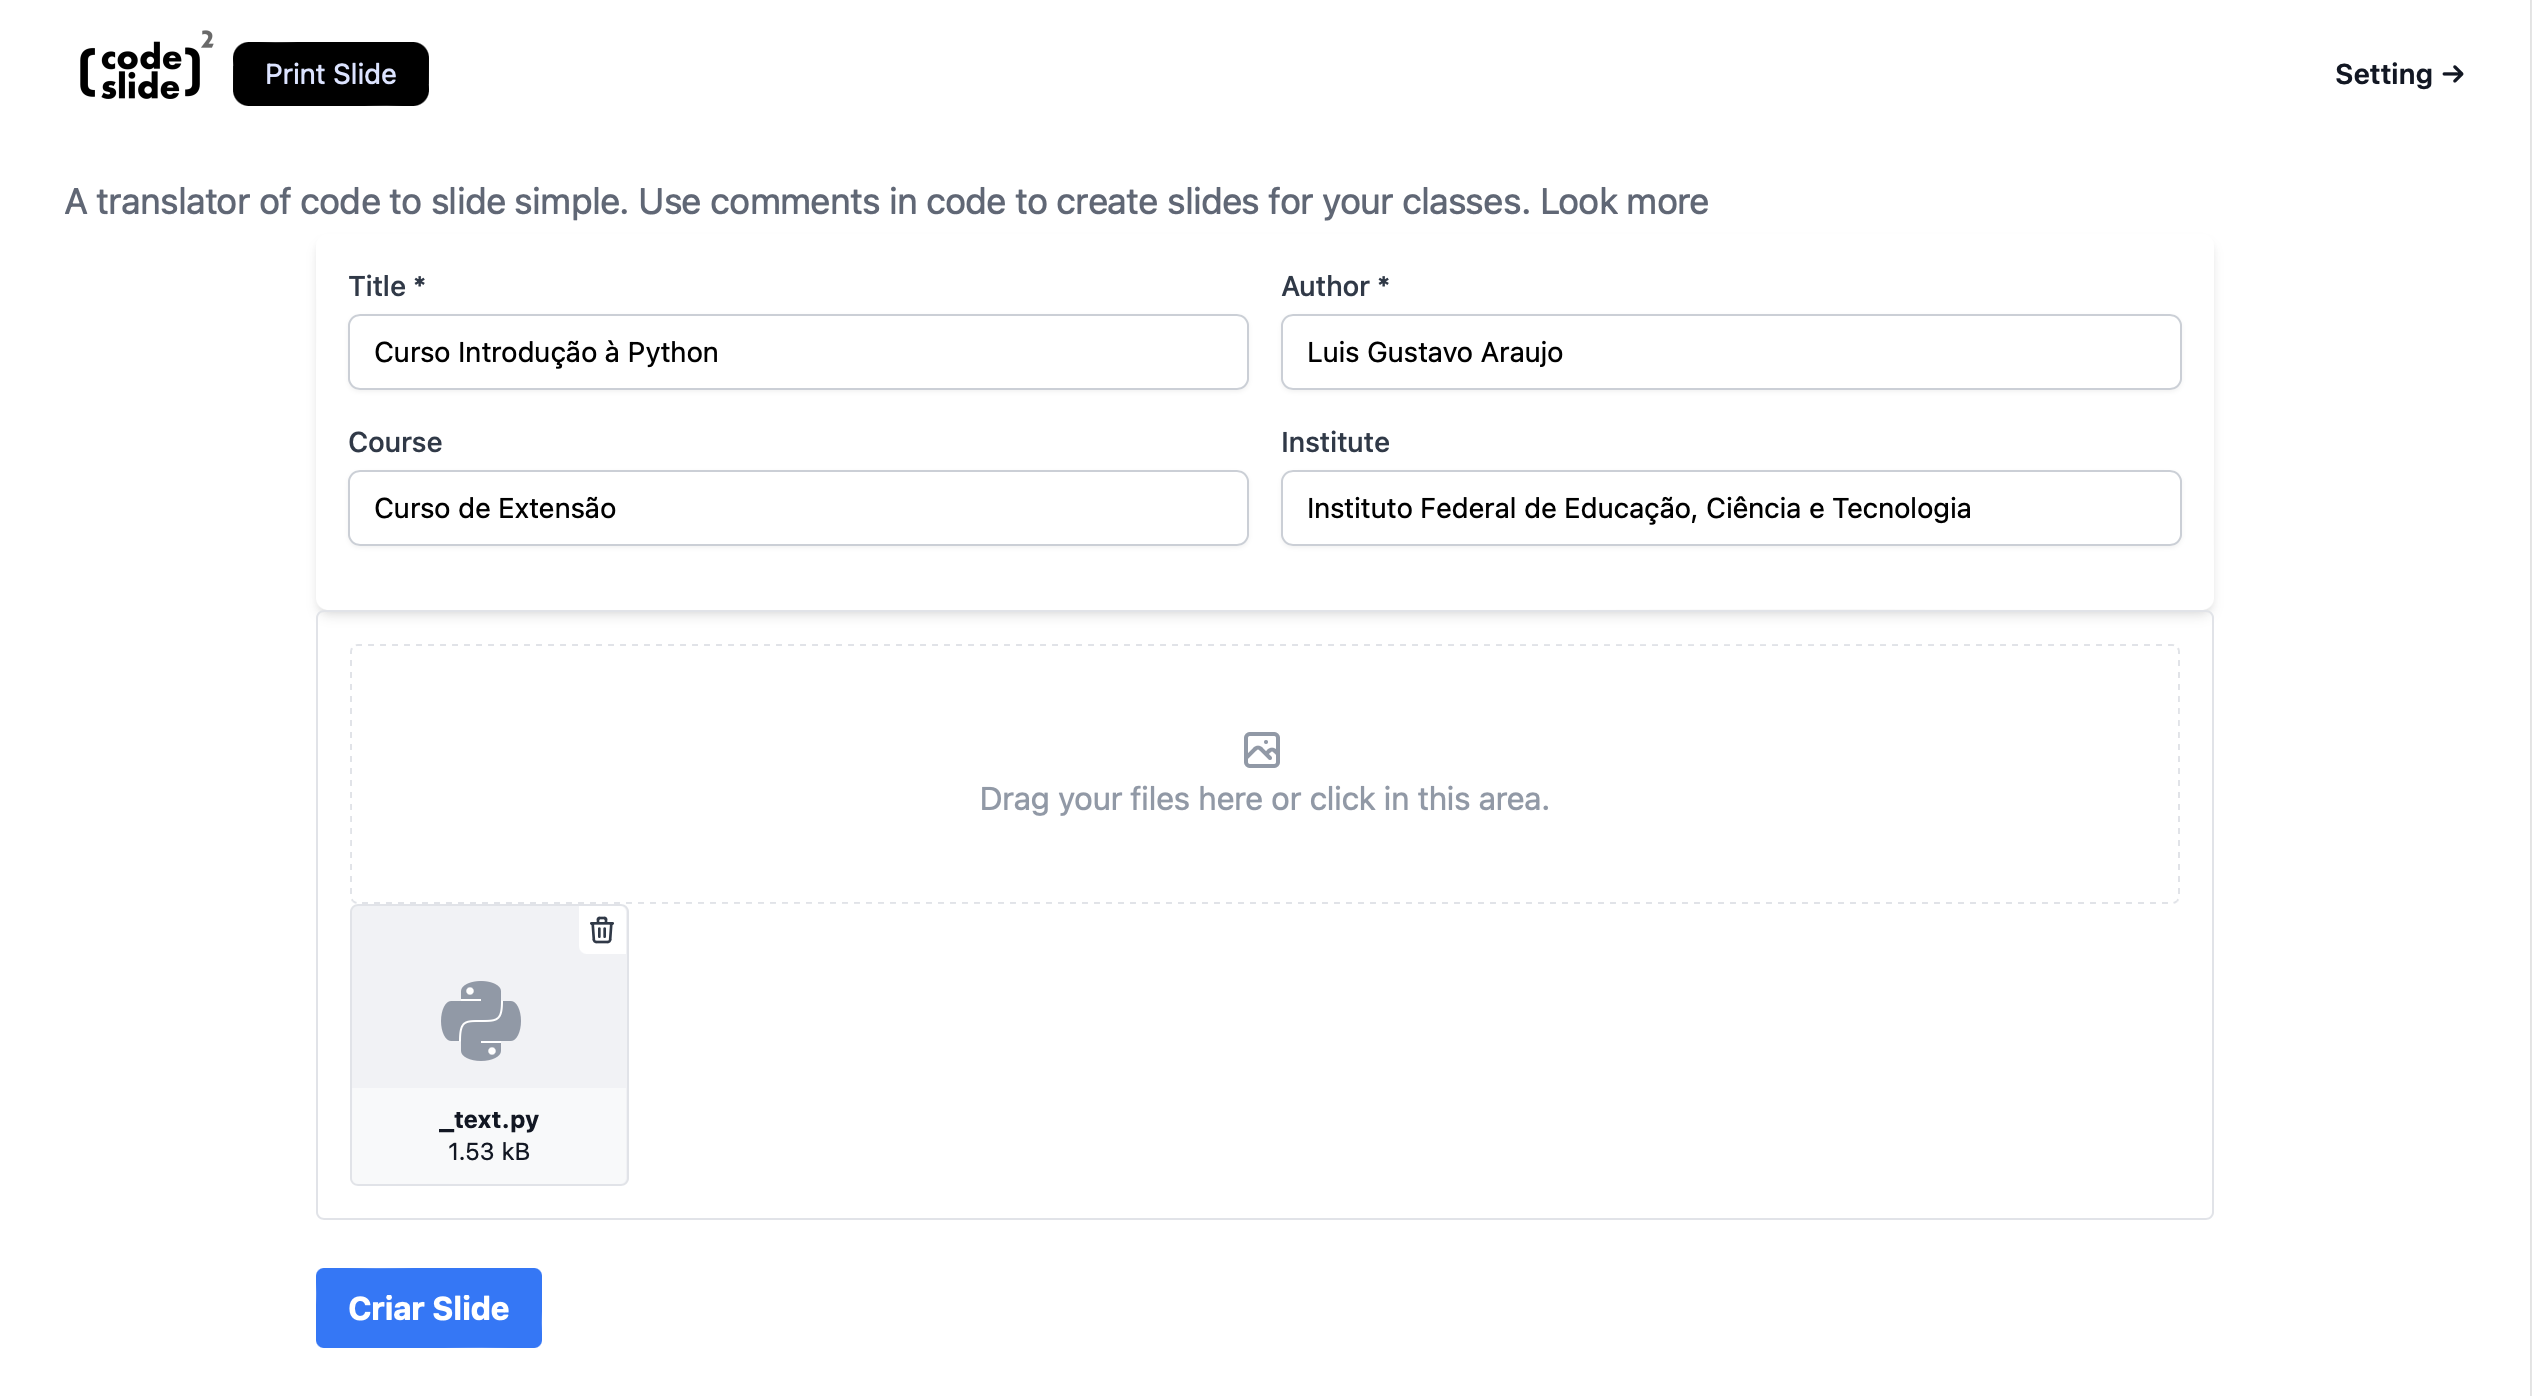 code
slide
2
Print Slide
Setting →
A translator of code to slide simple. Use comments in code to create slides for your classes. Look more
Title *
Author *
Curso Introdução à Python
Luis Gustavo Araujo
Course
Institute
Curso de Extensão
Instituto Federal de Educação, Ciência e Tecnologia
Drag your files here or click in this area.
_text.py
1.53 kB
Criar Slide